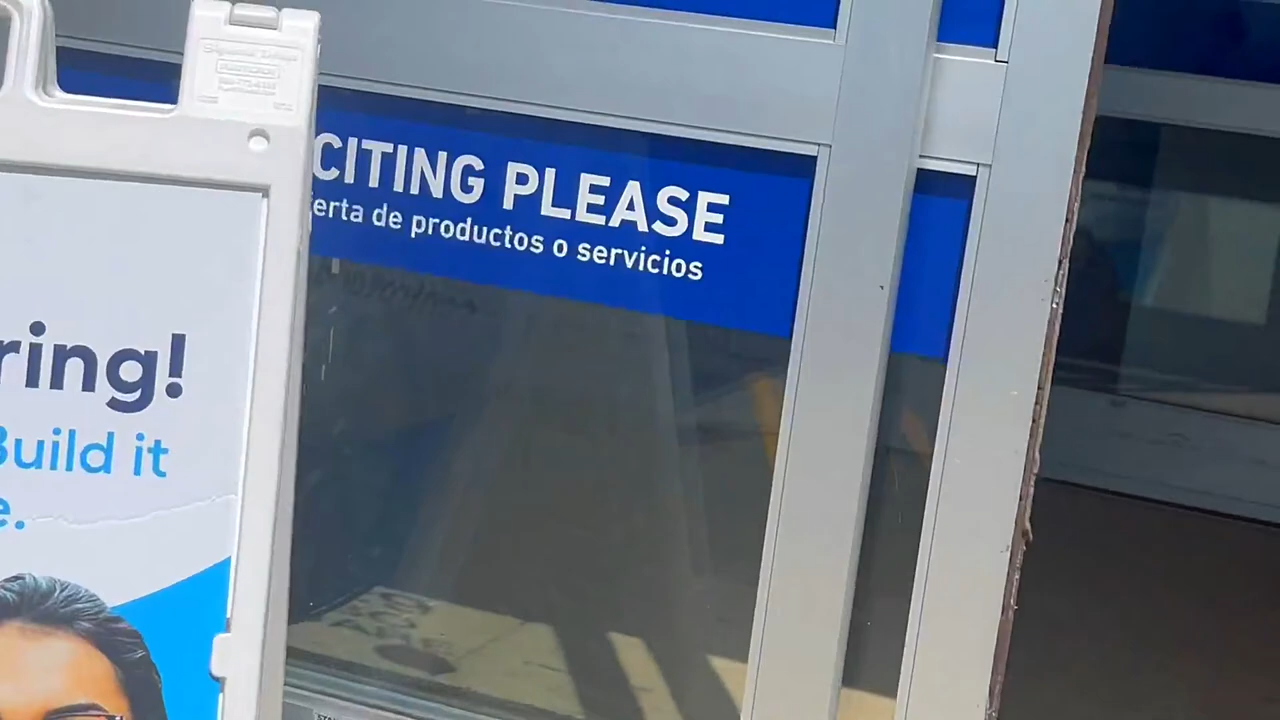 CITING PLEASE
erta de productos o servicios
ring!
Build it
e.